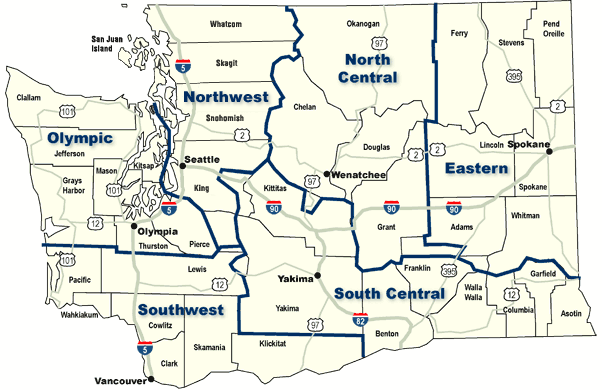 Whatcom
San Juan
Island
5
Skagit
Northwest
Snohomish
2
Okanogan
97
North
Central
Chelan
Douglas
2
Ferry
Stevens
Pend
Oreille
395
2
Clallam
101
Olympic
Jefferson
Grays
Harbor
Mason
101
Kitsap
Seattle
King
5
12
Olympia
Thurston
Pierce
Kittitas
90
97
Wenatchee
2
Lincoln
Spokane
Eastern
Spokane
90
90
Grant
Adams
Whitman
101
Pacific
Lewis
12
Wahkiakum
Southwest
Cowlitz
5
Clark
Skamania
Vancouver
Yakima
Yakima
97
Klickitat
South Central
82
Benton
Franklin
395
Walla
Walla
12
Columbia
Garfield
12
Asotin